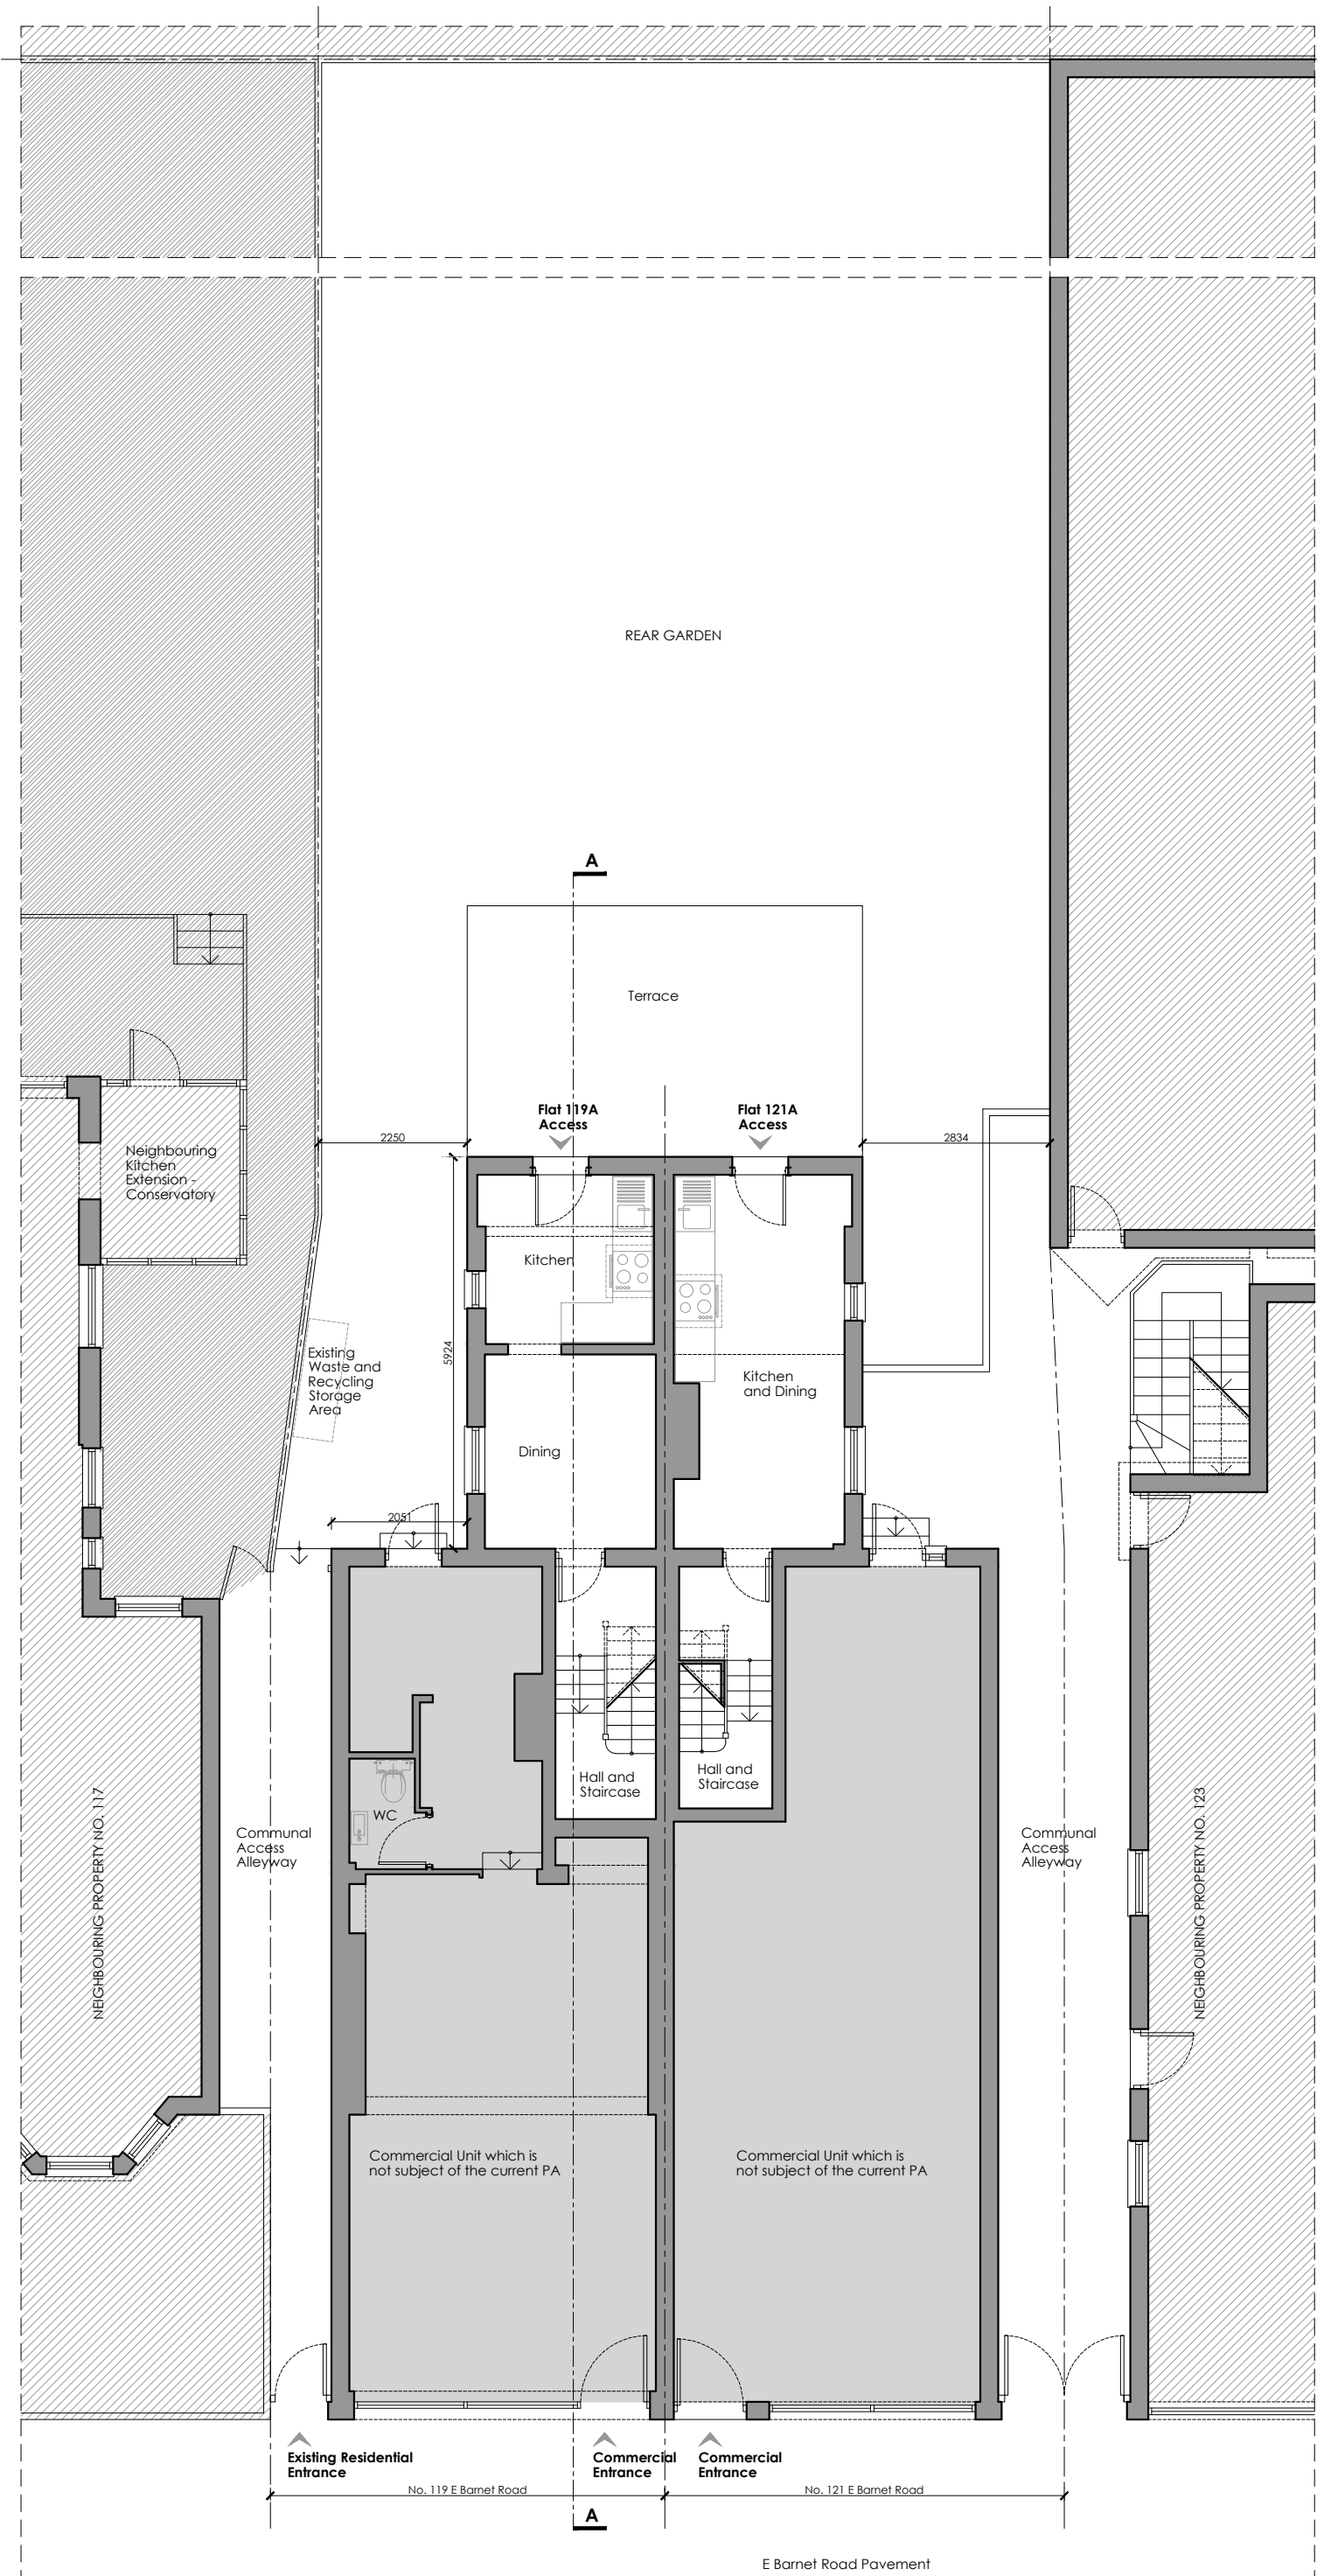 REAR GARDEN
A
Terrace
Flat 119A
Access
Flat 121A
Access
2250
2834
Neighbouring
Kitchen
Extension -
Conservatory
Kitchen
5924
Existing
Waste and
Recycling
Storage
Area
Kitchen
and Dining
Dining
2051
Hall and
Staircase
Hall and
Staircase
WC
NEIGHBOURING PROPERTY NO. 117
Communal
Access
Alleyway
Communal
Access
Alleyway
NEIGHBOURING PROPERTY NO. 123
Commercial Unit which is
not subject of the current PA
Commercial Unit which is
not subject of the current PA
Existing Residential
Entrance
Commercial
Entrance
Commercial
Entrance
No. 119 E Barnet Road
No. 121 E Barnet Road
A
E Barnet Road Pavement